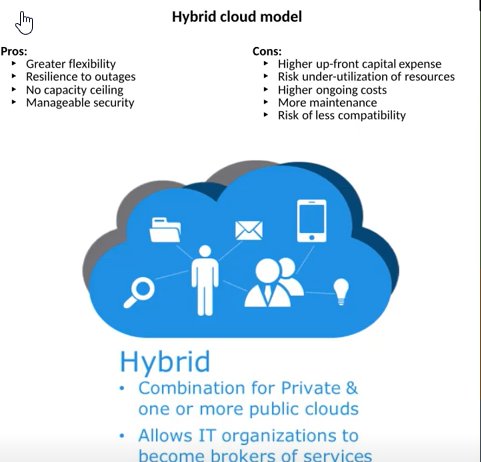 Hybrid cloud model
Pros:
‣ Greater flexibility
‣ Resilience to outages
‣ No capacity ceiling
‣ Manageable security
Cons:
‣ Higher up-front capital expense
‣ Risk under-utilization of resources
‣ Higher ongoing costs
‣ More maintenance
‣ Risk of less compatibility
Hybrid
• Combination for Private &
one or more public clouds
• Allows IT organizations to
become brokers of services